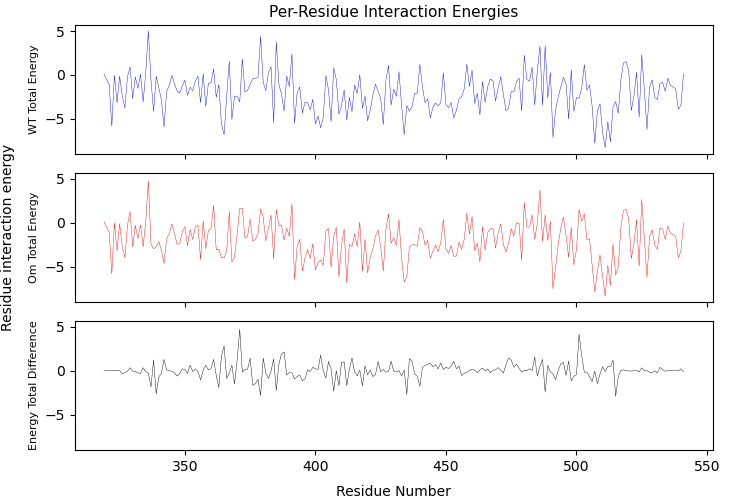 Per-Residue Interaction Energies
Residue interaction energy
WT Total Energy
5
0
−5
Om Total Energy
5
0
−5
Energy Total Difference
5
0
−5
350 400 450 500 550
Residue Number